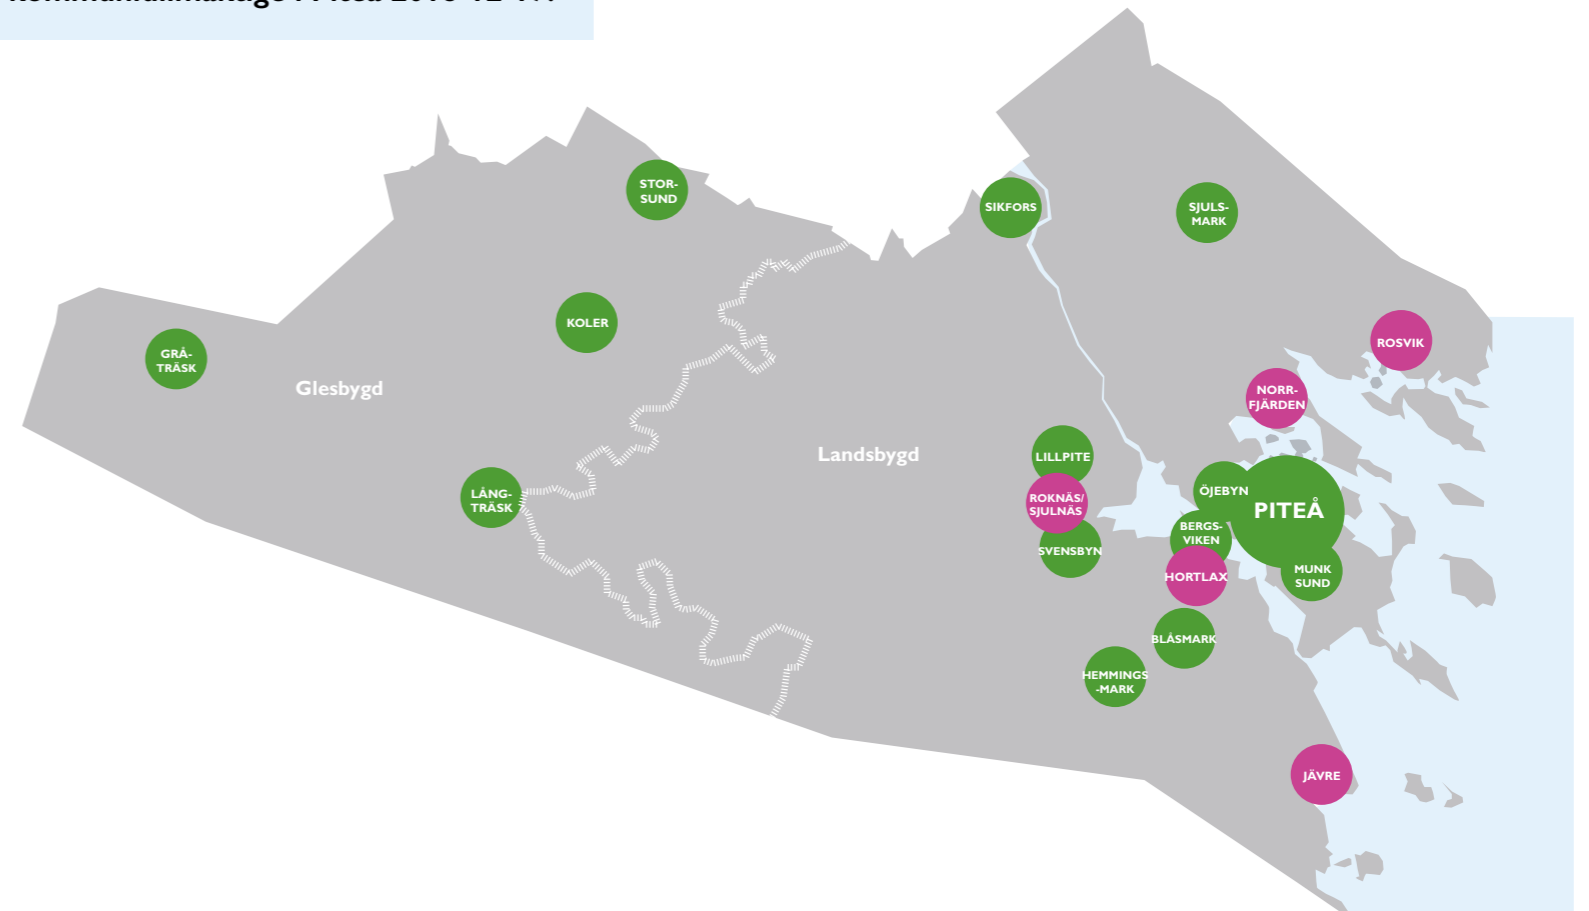 STOR-
SUND
SIKFORS
SJULS-
MARK
KOLER
ROSVIK
GRÅ-
TRÄSK
Glesbygd
NORR-
FJÄRDEN
Landsbygd
LILLPITE
LÅNG-
TRÄSK
ROKNÄS/
SJULNÄS
ÖJEBYN
PITEÅ
BERGS-
VIKEN
SVENSBYN
HORTLAX
MUNK
SUND
BLÅSMARK
HEMMINGS
-MARK
JÄVRE